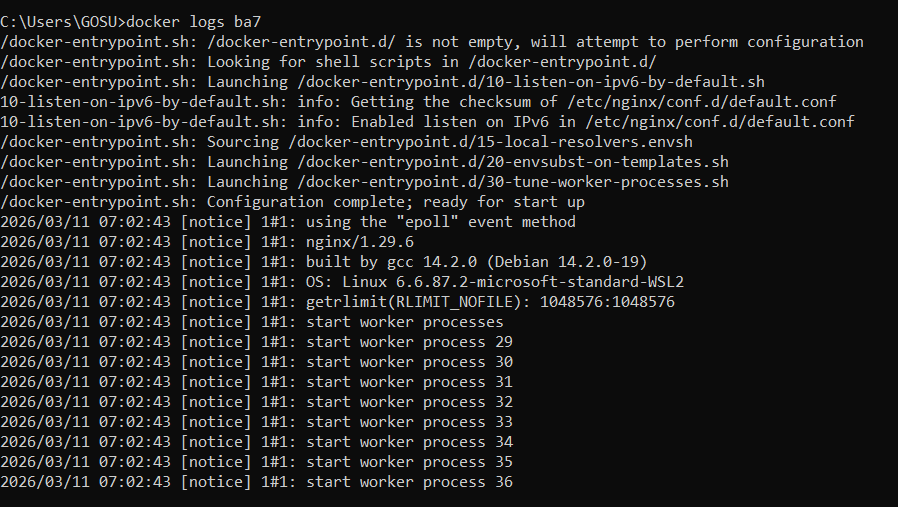 C:\Users\GOSU>docker logs ba7
/docker-entrypoint.sh: /docker-entrypoint.d/ is not empty, will attempt to perform configuration
/docker-entrypoint.sh: Looking for shell scripts in /docker-entrypoint.d/
/docker-entrypoint.sh: Launching /docker-entrypoint.d/10-listen-on-ipv6-by-default.sh
10-listen-on-ipv6-by-default.sh: info: Getting the checksum of /etc/nginx/conf.d/default.conf
10-listen-on-ipv6-by-default.sh: info: Enabled listen on IPv6 in /etc/nginx/conf.d/default.conf
/docker-entrypoint.sh: Sourcing /docker-entrypoint.d/15-local-resolvers.envsh
/docker-entrypoint.sh: Launching /docker-entrypoint.d/20-envsubst-on-templates.sh
/docker-entrypoint.sh: Launching /docker-entrypoint.d/30-tune-worker-processes.sh
/docker-entrypoint.sh: Configuration complete; ready for start up
2026/03/11 07:02:43 [notice] 1#1: using the "epoll" event method
2026/03/11 07:02:43 [notice] 1#1: nginx/1.29.6
2026/03/11 07:02:43 [notice] 1#1: built by gcc 14.2.0 (Debian 14.2.0-19)
2026/03/11 07:02:43 [notice] 1#1: OS: Linux 6.6.87.2-microsoft-standard-WSL2
2026/03/11 07:02:43 [notice] 1#1: getrlimit(RLIMIT_NOFILE): 1048576:1048576
2026/03/11 07:02:43 [notice] 1#1: start worker processes
2026/03/11 07:02:43 [notice] 1#1: start worker process 29
2026/03/11 07:02:43 [notice] 1#1: start worker process 30
2026/03/11 07:02:43 [notice] 1#1: start worker process 31
2026/03/11 07:02:43 [notice] 1#1: start worker process 32
2026/03/11 07:02:43 [notice] 1#1: start worker process 33
2026/03/11 07:02:43 [notice] 1#1: start worker process 34
2026/03/11 07:02:43 [notice] 1#1: start worker process 35
2026/03/11 07:02:43 [notice] 1#1: start worker process 36